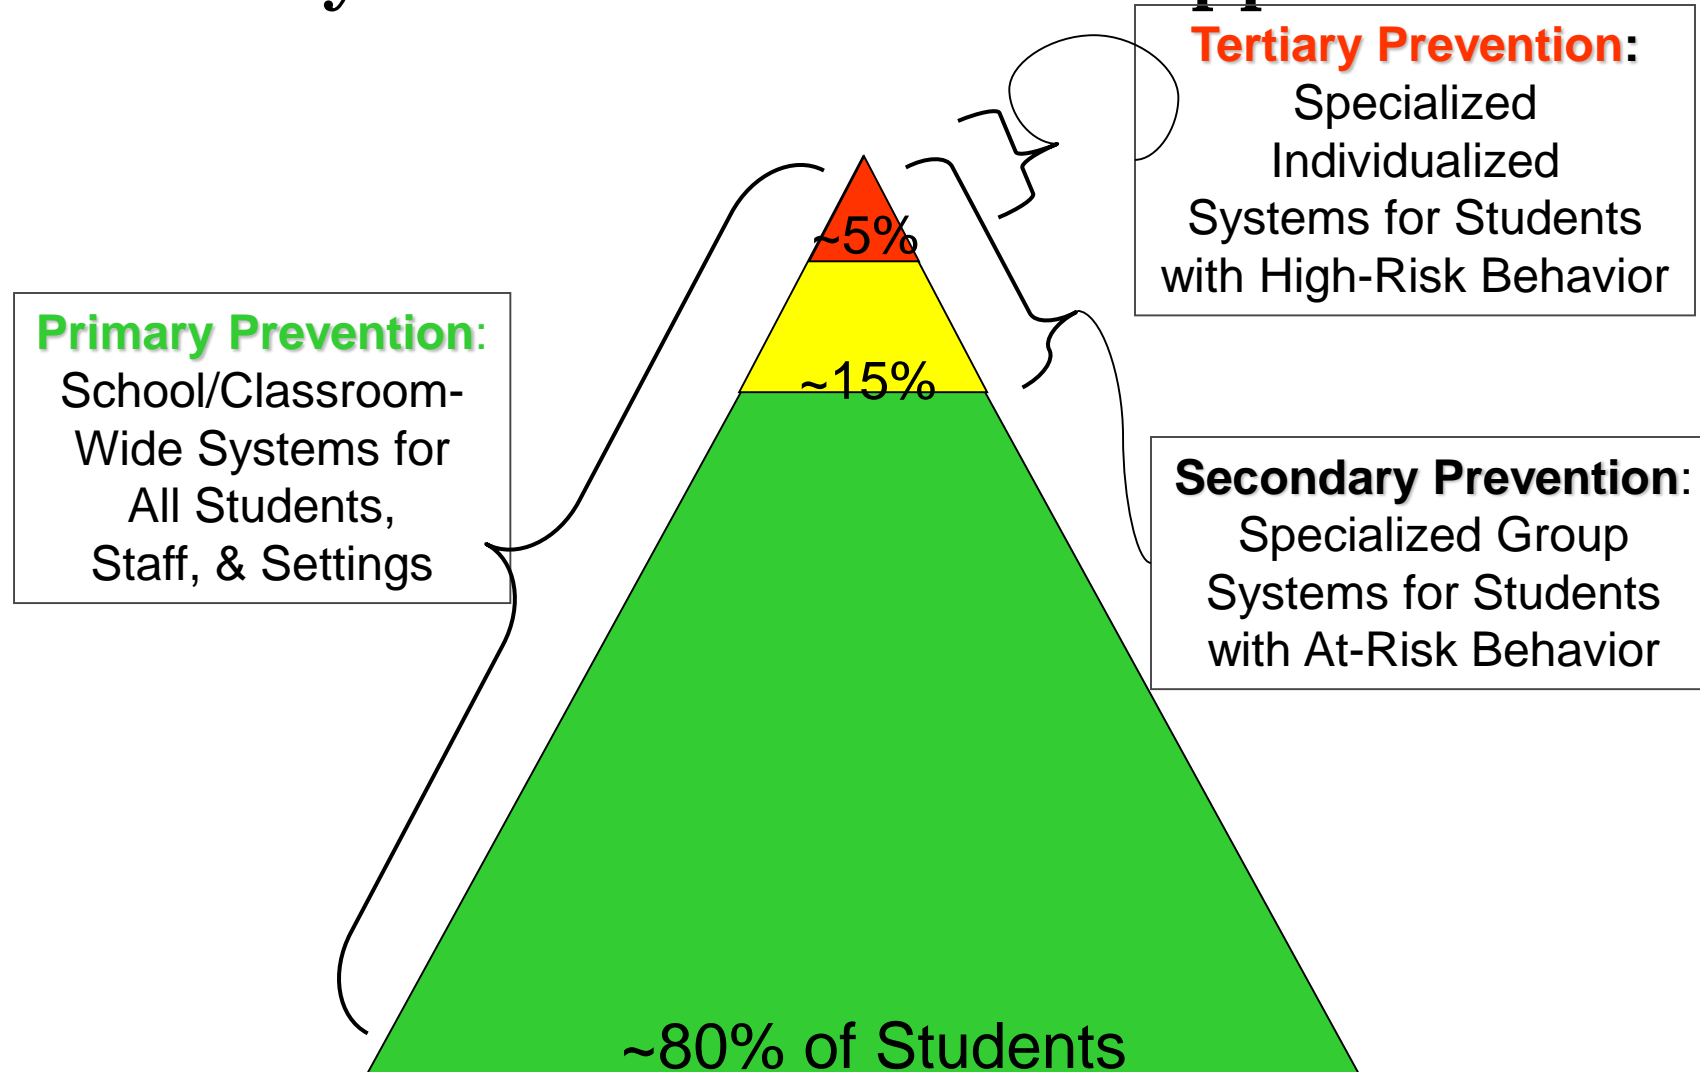 Primary Prevention:
School/Classroom-
Wide Systems for
All Students,
Staff, & Settings
~5%
~15%
~80% of Students
Tertiary Prevention:
Specialized
Individualized
Systems for Students
with High-Risk Behavior
Secondary Prevention:
Specialized Group
Systems for Students
with At-Risk Behavior